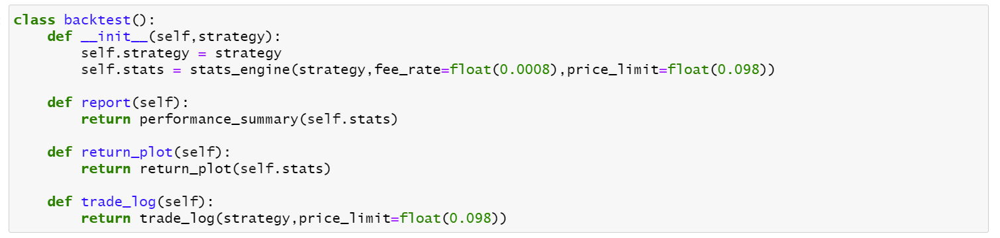 class backtest():
    def __init__(self,strategy):
        self.strategy = strategy
        self.stats = stats_engine(strategy,fee_rate=float(0.0008),price_limit=float(0.098))

    def report(self):
        return performance_summary(self.stats)

    def return_plot(self):
        return return_plot(self.stats)

    def trade_log(self):
        return trade_log(strategy,price_limit=float(0.098))